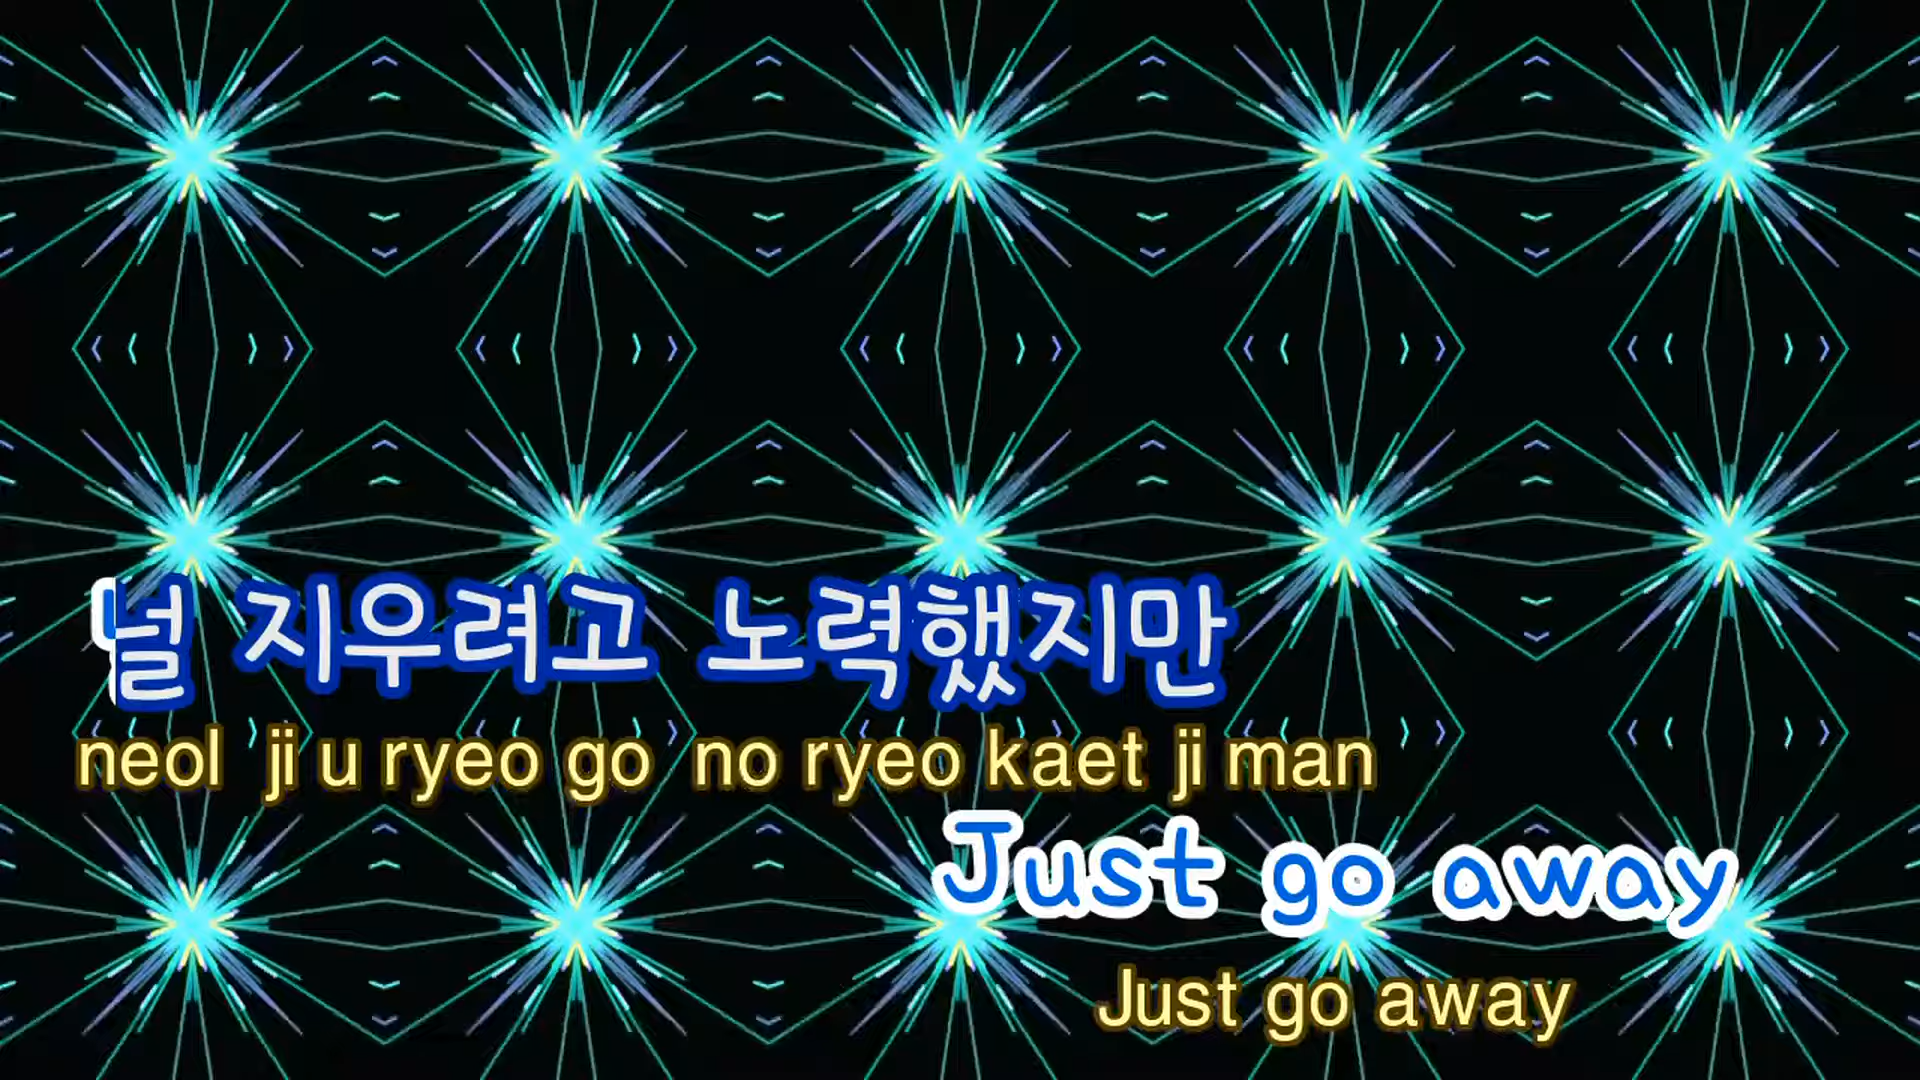 널 지우려고 노력했지만
neol ji u ryeo go no ryeo kaet ji man
Just go away
Just go away